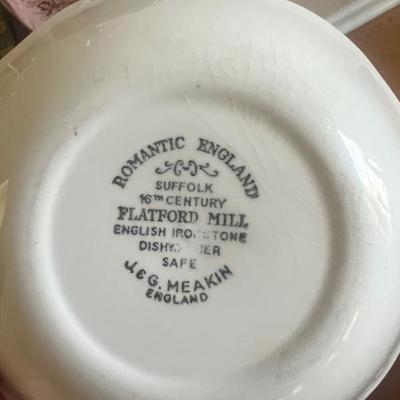 ROMANTIC ENGLAND
SUFFOLK
16TH CENTURY
FLATFORD MILL
ENGLISH IRONSTONE
DISHWASHER
SAFE
J. & G. MEAKIN
ENGLAND